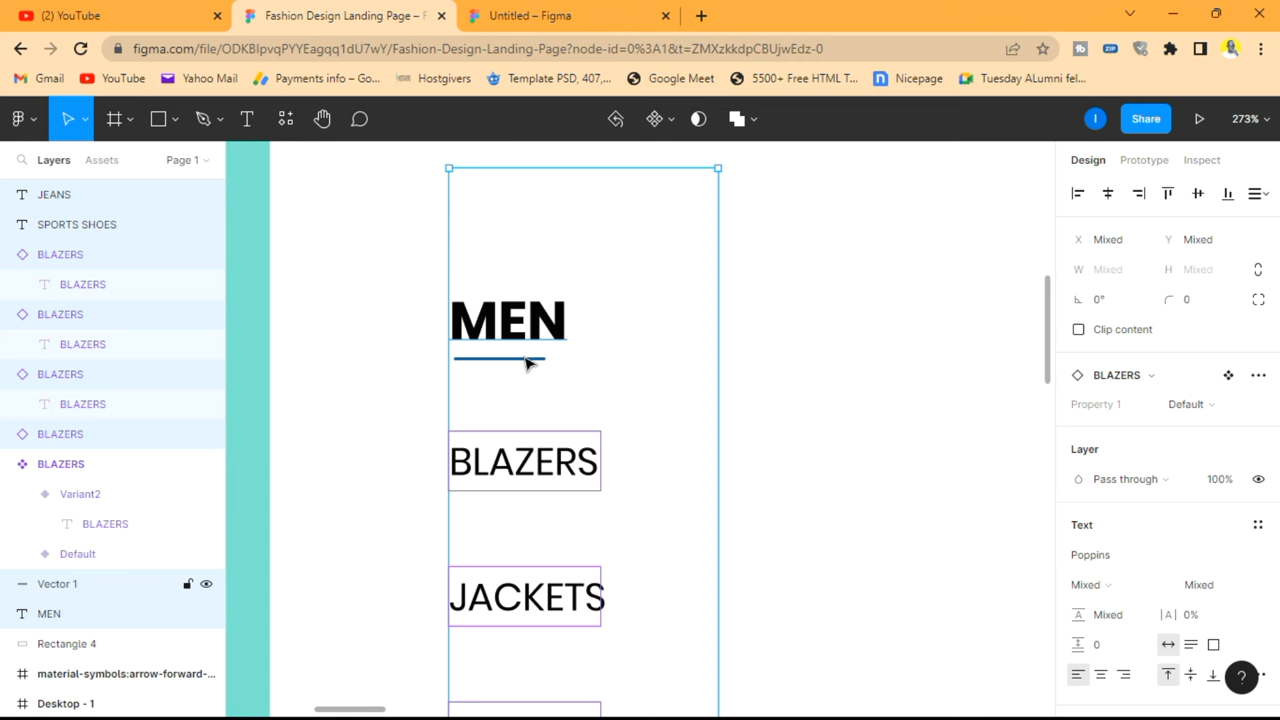 (2) YouTube
Fashion Design Landing Page – F
Untitled – Figma
figma.com/file/ODKBlpvqPYYEagqq1dU7wY/Fashion-Design-Landing-Page?node-id=0%3A1&t=ZMXzkkdpCBUjwEdz-0
Gmail
YouTube
Yahoo Mail
Payments info – Go...
Hostgivers
Template PSD, 407,...
Google Meet
5500+ Free HTML T...
Nicepage
Tuesday ALumni fel...
I
Share
273%
Layers
Assets
Page 1
Design
Prototype
Inspect
JEANS
SPORTS SHOES
BLAZERS
BLAZERS
BLAZERS
BLAZERS
BLAZERS
BLAZERS
BLAZERS
BLAZERS
Variant2
BLAZERS
Default
Vector 1
MEN
Rectangle 4
material-symbols:arrow-forward-...
Desktop - 1
MEN
BLAZERS
JACKETS
X Mixed
Y Mixed
W Mixed
H Mixed
0°
0
Clip content
BLAZERS
Property 1
Default
Layer
Pass through
100%
Text
Poppins
Mixed
Mixed
A Mixed
|A| 0%
0
?